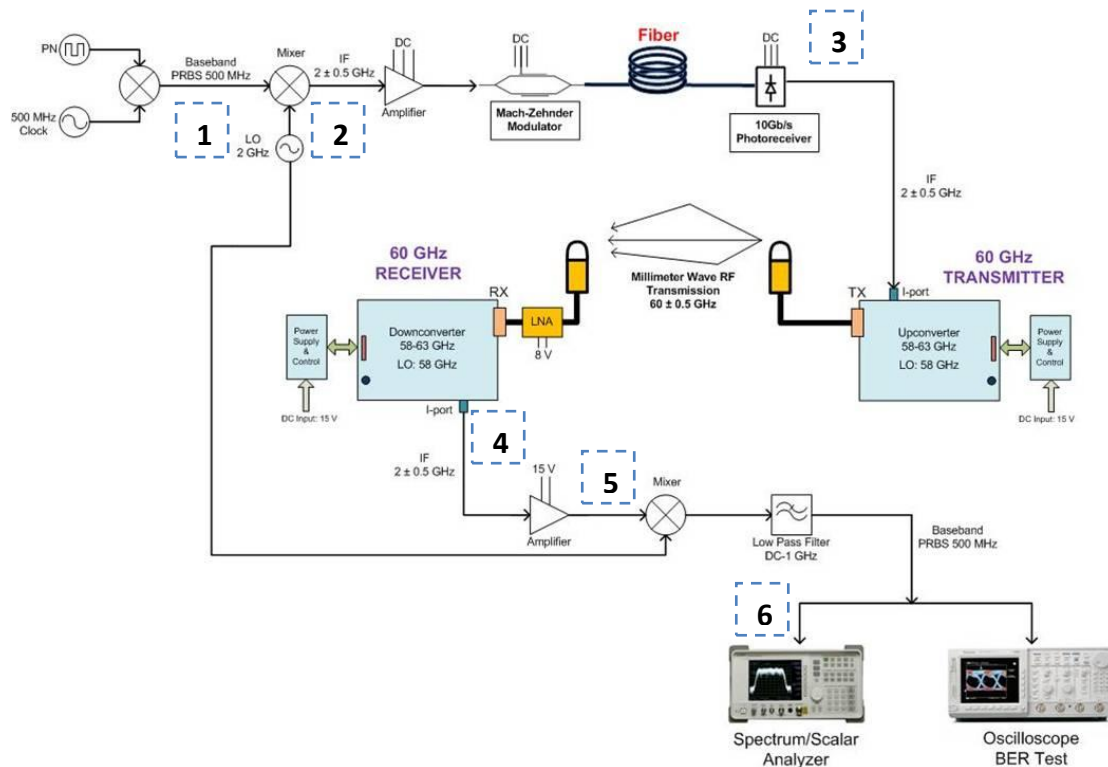 PN
500 MHz
Clock
Baseband
PRBS 500 MHz
1
Mixer
LO
2 GHz
2
IF
2 ± 0.5 GHz
DC
Amplifier
DC
Mach-Zehnder
Modulator
Fiber
DC
10Gb/s
Photoreceiver
3
IF
2 ± 0.5 GHz
60 GHz
RECEIVER
Millimeter Wave RF
Transmission
60 ± 0.5 GHz
60 GHz
TRANSMITTER
Power
Supply
&
Control
DC Input: 15 V
Downconverter
58-63 GHz
LO: 58 GHz
RX
LNA
8 V
I-port
TX
I-port
Upconverter
58-63 GHz
LO: 58 GHz
Power
Supply
&
Control
DC Input: 15 V
4
IF
2 ± 0.5 GHz
15 V
Amplifier
5
Mixer
Low Pass Filter
DC-1 GHz
Baseband
PRBS 500 MHz
6
Spectrum/Scalar
Analyzer
Oscilloscope
BER Test